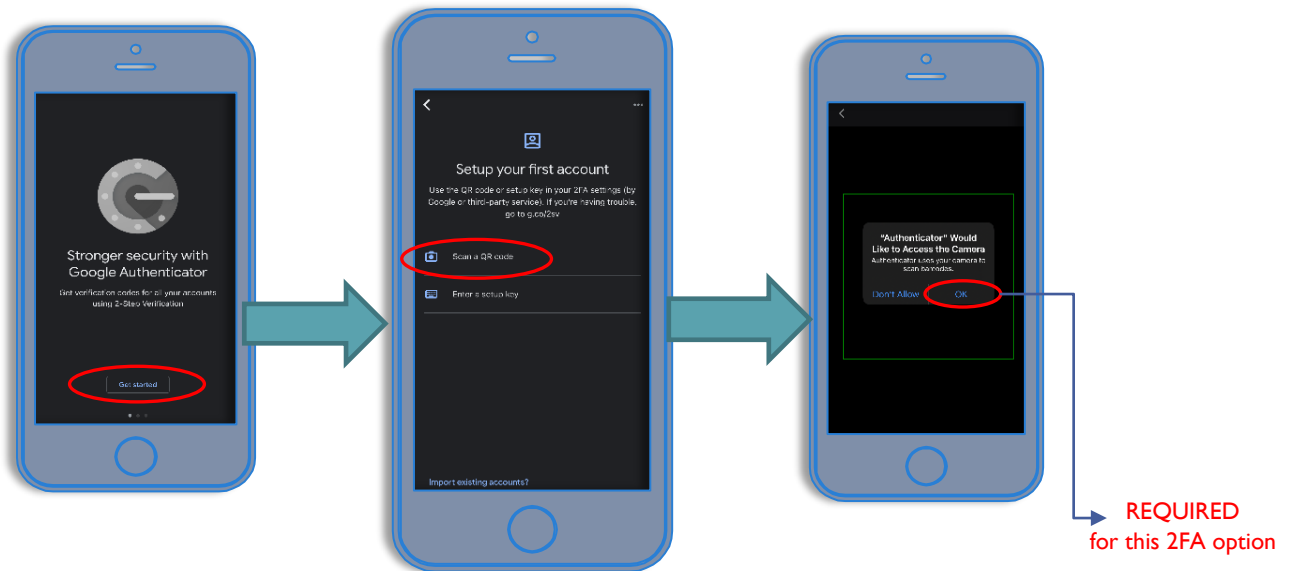 Stronger security with
Google Authenticator
Get verification codes for all your accounts
using 2-Step Verification
Get started
Setup your first account
Use the QR code or setup key in your 2FA settings (by
Google or third-party service). If you're having trouble,
go to g.co/2sv
Scan a QR code
Enter a setup key
Import existing accounts?
"Authenticator" Would
Like to Access the Camera
Authenticator uses your camera to
scan barcodes.
Don't Allow OK
REQUIRED
for this 2FA option